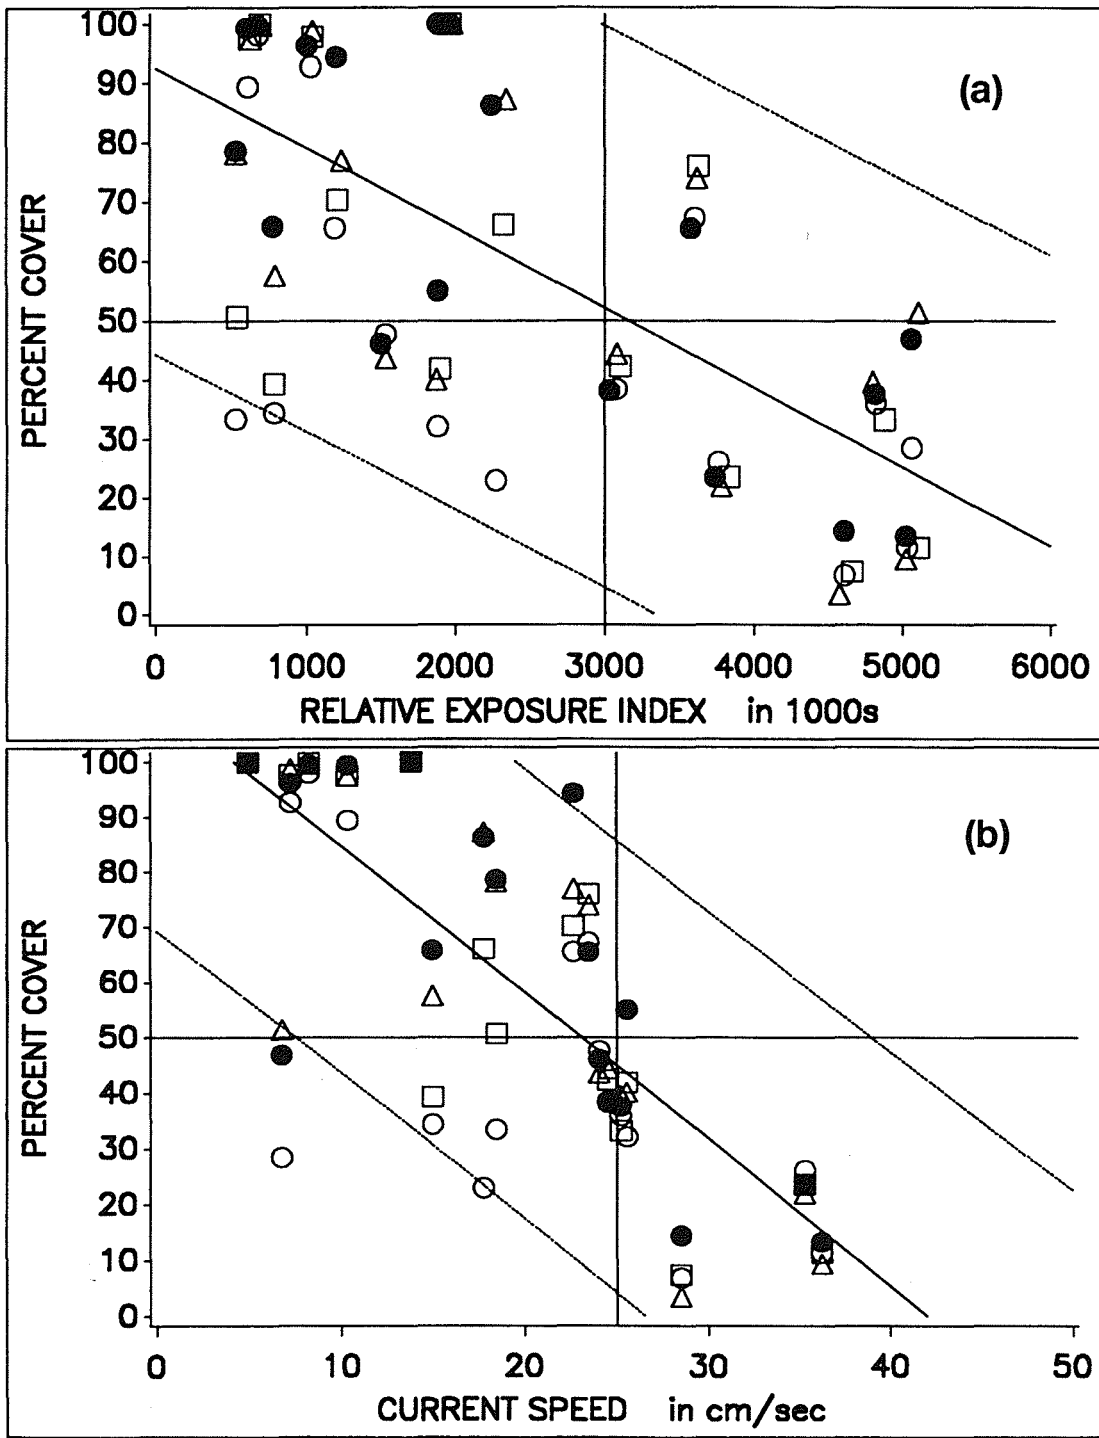 100
90
80
70
60
50
40
30
20
10
0
PERCENT COVER
(a)
0 1000 2000 3000 4000 5000 6000
RELATIVE EXPOSURE INDEX in 1000s
100
90
80
70
60
50
40
30
20
10
0
PERCENT COVER
(b)
0 10 20 30 40 50
CURRENT SPEED in cm/sec